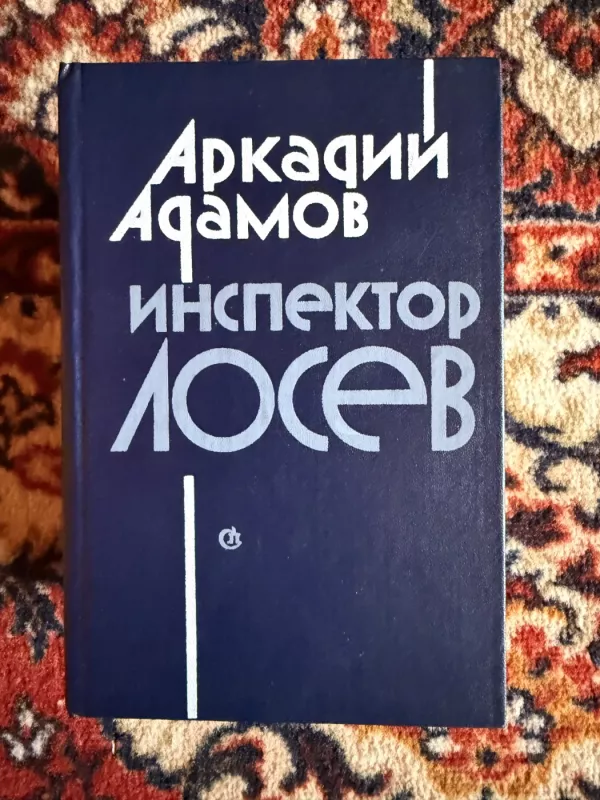 Аркадий
Адамов
инспектор
Лосев